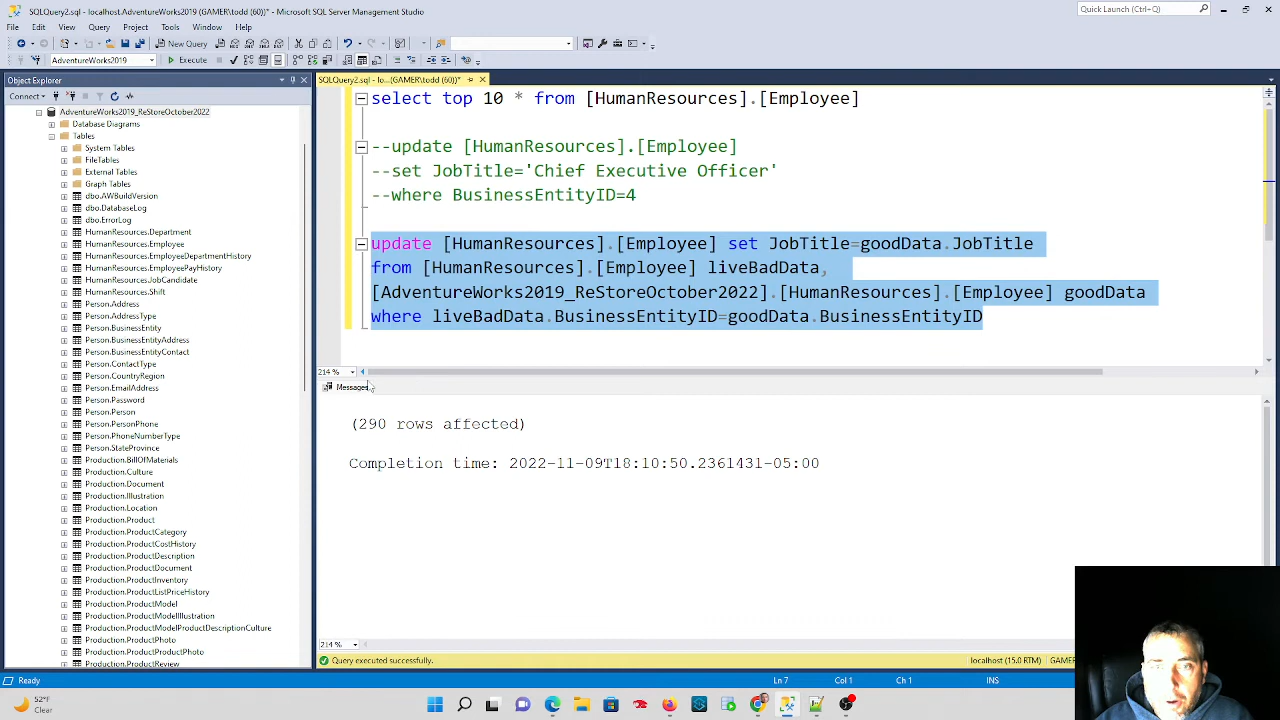 SQLQuery2.sql - localhost.AdventureWorks2019 (GAMER\todd (60))* - Microsoft SQL Server Management Studio
Quick Launch (Ctrl+Q)
File Edit View Query Project Tools Window Help
New Query
AdventureWorks2019
Execute
Object Explorer
SQLQuery2.sql - lo...(GAMER\todd (60))*
Connect
AdventureWorks2019_ReStoreOctober2022
Database Diagrams
Tables
System Tables
FileTables
External Tables
Graph Tables
dbo.AWBuildVersion
dbo.DatabaseLog
dbo.ErrorLog
HumanResources.Department
HumanResources.Employee
HumanResources.EmployeeDepartmentHistory
HumanResources.EmployeePayHistory
HumanResources.JobCandidate
HumanResources.Shift
Person.Address
Person.AddressType
Person.BusinessEntity
Person.BusinessEntityAddress
Person.BusinessEntityContact
Person.ContactType
Person.CountryRegion
Person.EmailAddress
Person.Password
Person.Person
Person.PersonPhone
Person.PhoneNumberType
Person.StateProvince
Production.BillOfMaterials
Production.Culture
Production.Document
Production.Illustration
Production.Location
Production.Product
Production.ProductCategory
Production.ProductCostHistory
Production.ProductDescription
Production.ProductDocument
Production.ProductInventory
Production.ProductListPriceHistory
Production.ProductModel
Production.ProductModelIllustration
Production.ProductModelProductDescriptionCulture
Production.ProductPhoto
Production.ProductProductPhoto
Production.ProductReview
select top 10 * from [HumanResources].[Employee]
--update [HumanResources].[Employee]
--set JobTitle='Chief Executive Officer'
--where BusinessEntityID=4
update [HumanResources].[Employee] set JobTitle=goodData.JobTitle
from [HumanResources].[Employee] liveBadData,
[AdventureWorks2019_ReStoreOctober2022].[HumanResources].[Employee] goodData
where liveBadData.BusinessEntityID=goodData.BusinessEntityID
214 %
Messages
(290 rows affected)
Completion time: 2022-11-09T18:10:50.2361431-05:00
214 %
Query executed successfully.
localhost (15.0 RTM)
GAMER
Ready
Ln 7
Col 1
Ch 1
INS
52°F
Clear